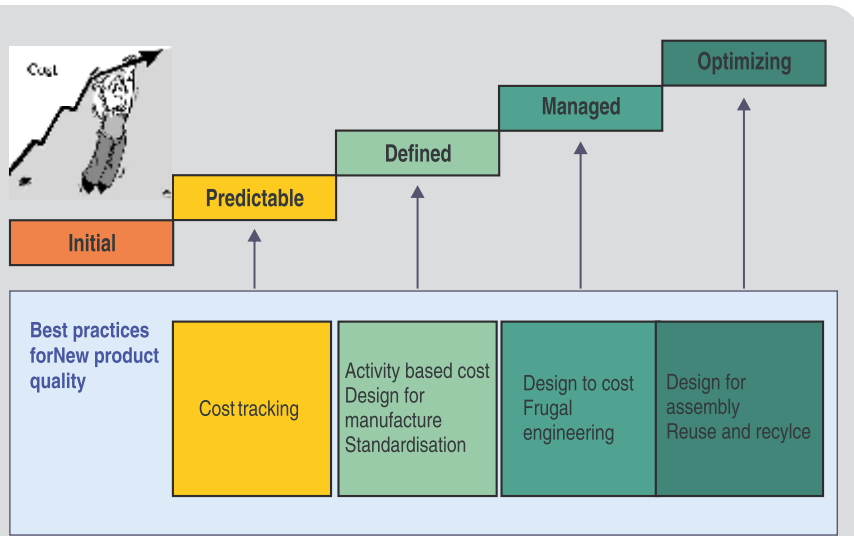 Cost
Optimizing
Managed
Defined
Predictable
Initial
Best practices
forNew product
quality
Cost tracking
Activity based cost
Design for
manufacture
Standardisation
Design to cost
Frugal
engineering
Design for
assembly
Reuse and recylce